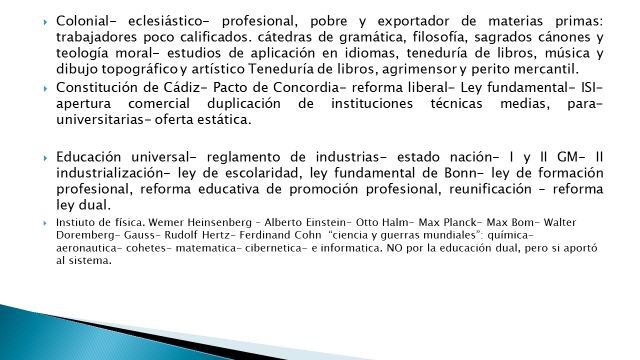 Colonial– eclesiástico– profesional, pobre y exportador de materias primas:
trabajadores poco calificados. cátedras de gramática, filosofía, sagrados cánones y
teología moral– estudios de aplicación en idiomas, teneduría de libros, música y
dibujo topográfico y artístico Teneduría de libros, agrimensor y perito mercantil.
Constitución de Cádiz– Pacto de Concordia– reforma liberal– Ley fundamental– ISI–
apertura comercial duplicación de instituciones técnicas medias, para-
universitarias– oferta estática.
Educación universal– reglamento de industrias– estado nación– I y II GM– II
industrialización– ley de escolaridad, ley fundamental de Bonn– ley de formación
profesional, reforma educativa de promoción profesional, reunificación – reforma
ley dual.
Instiuto de física. Wemer Heinsenberg – Alberto Einstein– Otto Halm– Max Planck– Max Bom– Walter
Doremberg– Gauss– Rudolf Hertz– Ferdinand Cohn “ciencia y guerras mundiales”: química–
aeronautica– cohetes– matematica– cibernetica– e informatica. NO por la educación dual, pero si aportó
al sistema.